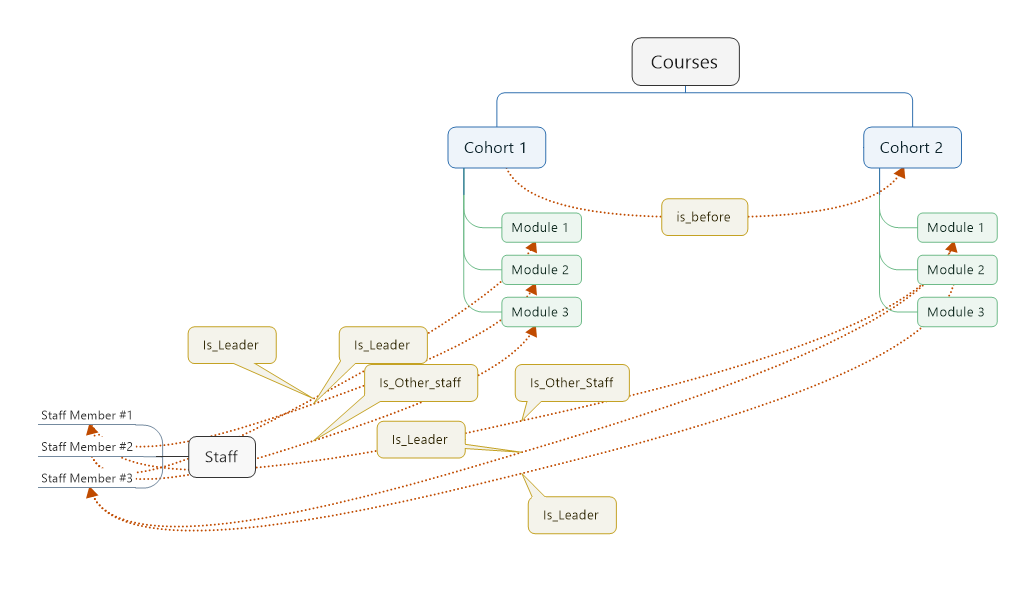 Courses
Cohort 1
Cohort 2
is_before
Module 1
Module 1
Module 2
Module 2
Module 3
Module 3
Is_Leader
Is_Leader
Is_Other_staff
Is_Other_Staff
Staff Member #1
Is_Leader
Staff Member #2
Staff
Staff Member #3
Is_Leader